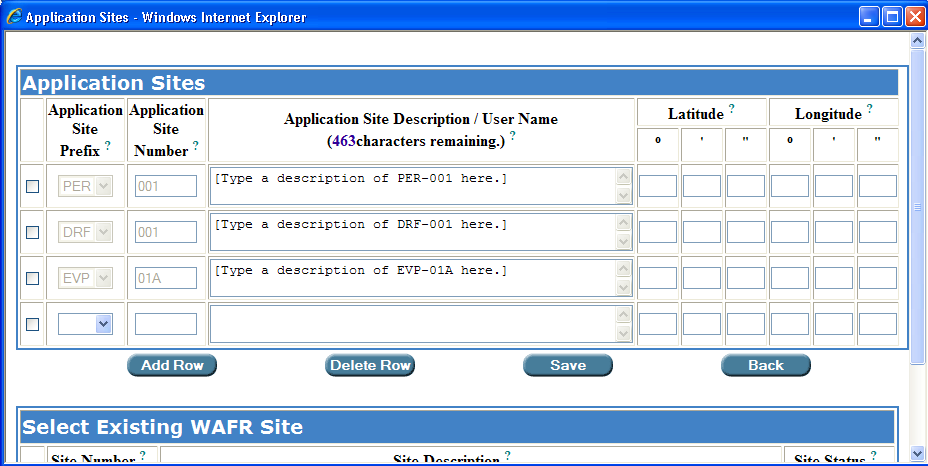 Application Sites - Windows Internet Explorer
Application Sites
Application Site Prefix ?
Application Site Number ?
Application Site Description / User Name
(463characters remaining.) ?
Latitude ?
Longitude ?
o ' " o ' "
PER 001 [Type a description of PER-001 here.]
DRF 001 [Type a description of DRF-001 here.]
EVP 01A [Type a description of EVP-01A here.]
Add Row Delete Row Save Back
Select Existing WAFR Site
Site Number ? Site Description ? Site Status ?